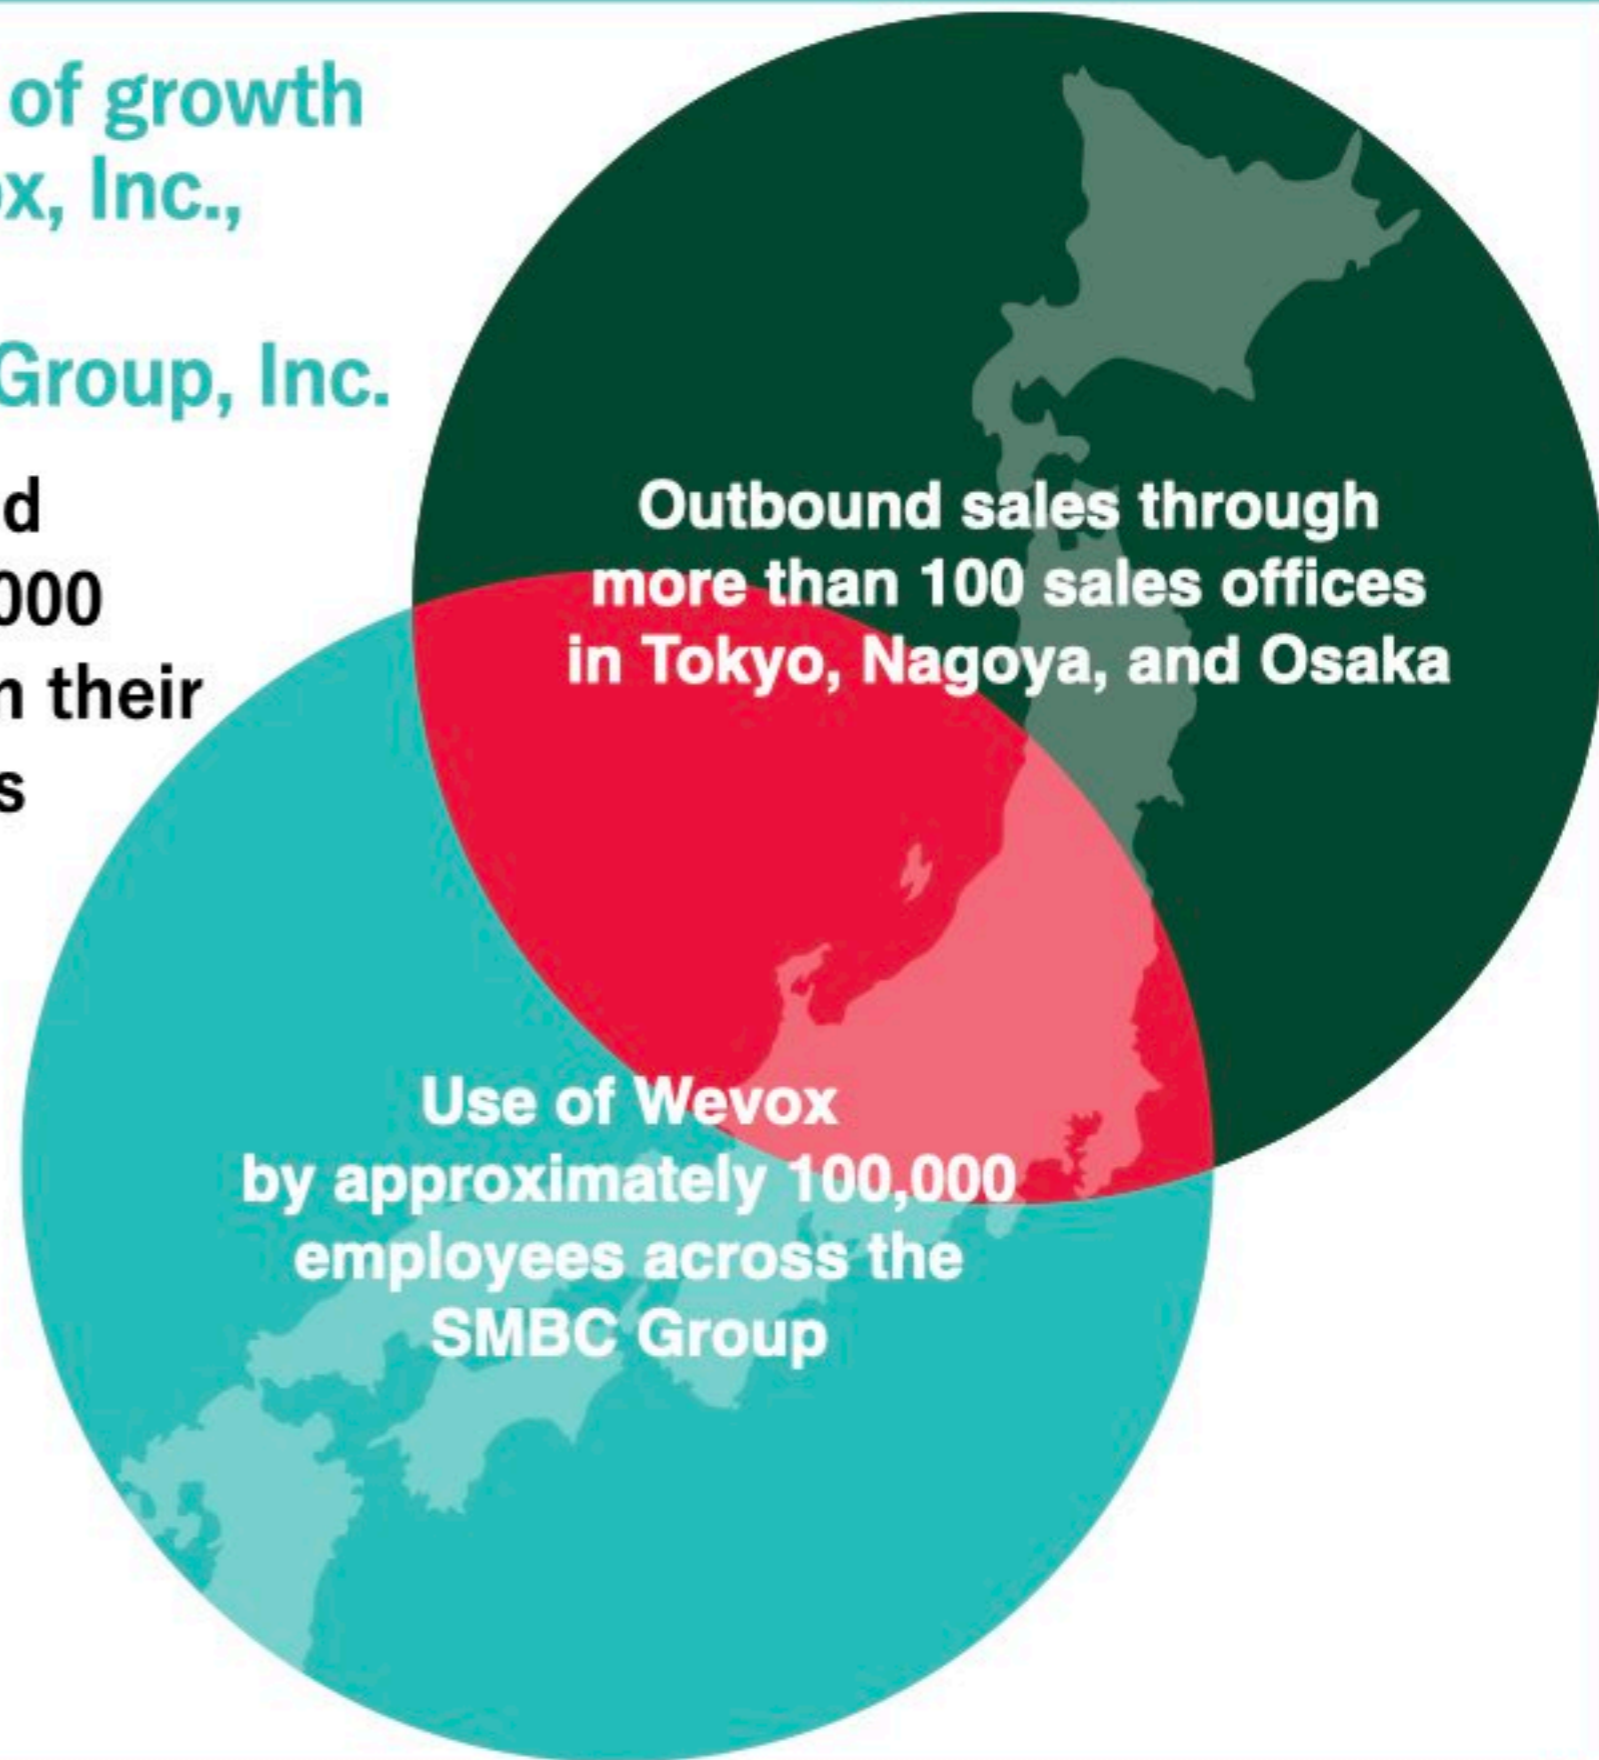 of growth
x, Inc.,
Group, Inc.
d
000
their
s
Outbound sales through
more than 100 sales offices
in Tokyo, Nagoya, and Osaka
Use of Wevox
by approximately 100,000
employees across the
SMBC Group